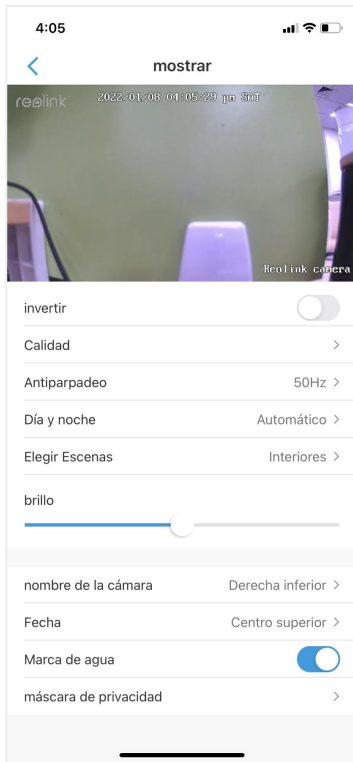 4:05
mostrar
reolink 2022/01/08 04:05:29 pm SAT
Reolink camera
invertir
Calidad
Antiparpadeo 50Hz
Día y noche Automático
Elegir Escenas Interiores
brillo
nombre de la cámara Derecha inferior
Fecha Centro superior
Marca de agua
máscara de privacidad